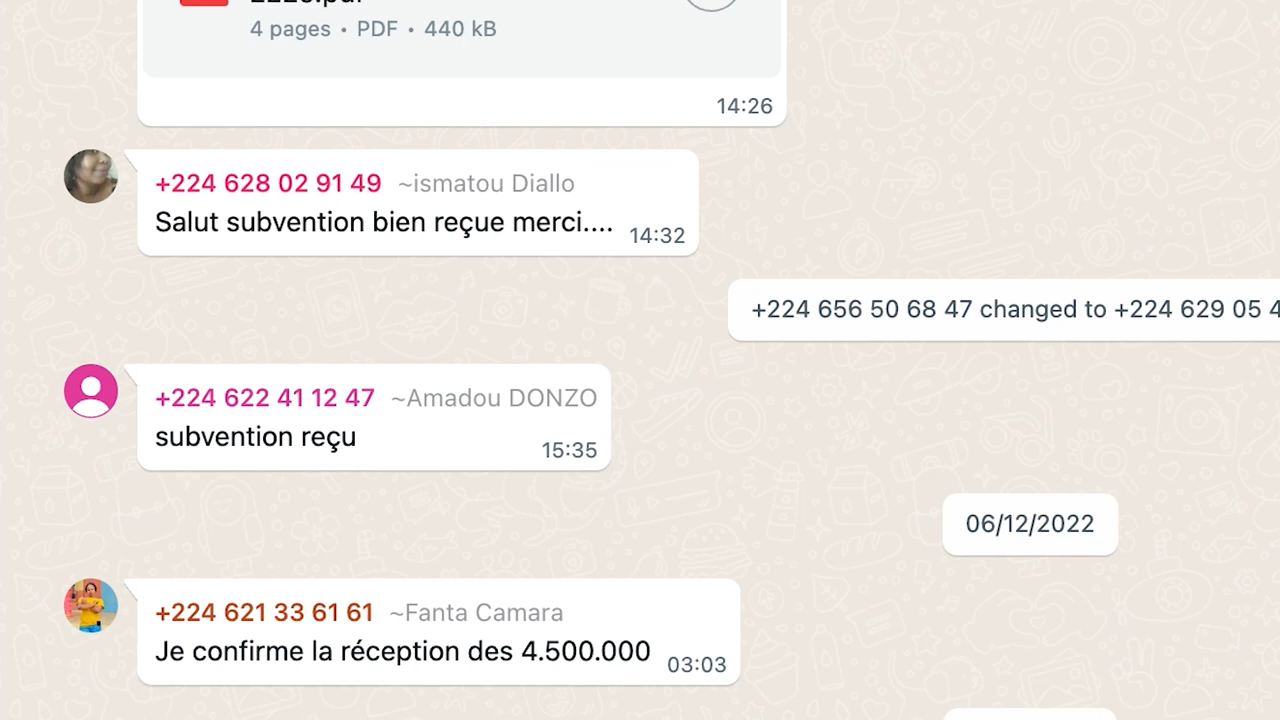 4 pages • PDF • 440 kB
14:26
+224 628 02 91 49 ~ismatou Diallo
Salut subvention bien reçue merci.... 14:32
+224 656 50 68 47 changed to +224 629 05
+224 622 41 12 47 ~Amadou DONZO
subvention reçu 15:35
06/12/2022
+224 621 33 61 61 ~Fanta Camara
Je confirme la réception des 4.500.000 03:03